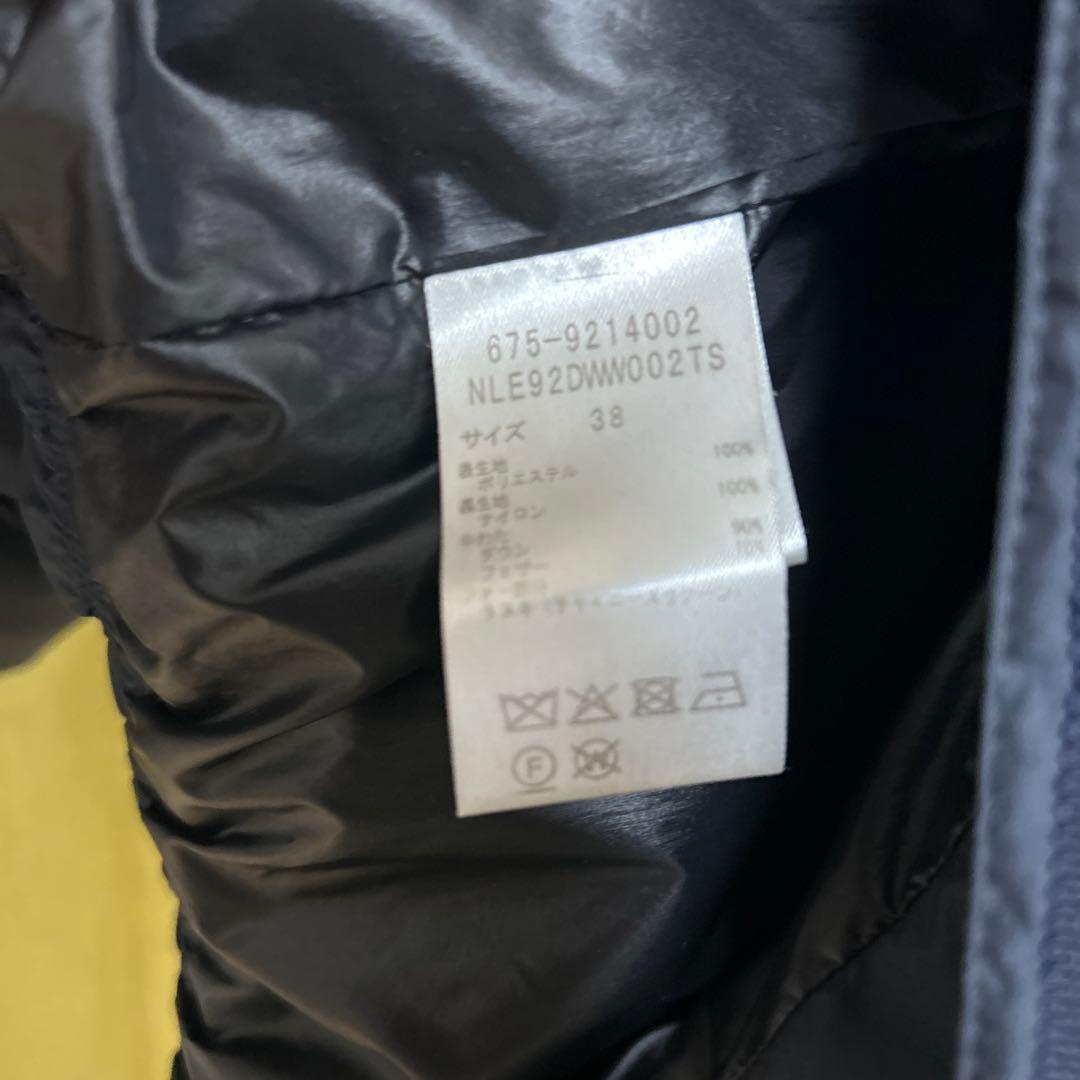 675-9214002
NLE92DWW002TS
サイズ 38
表生地
ポリエステル 100%
裏生地
ナイロン 100%
中わた
ダウン 90%
フェザー 10%
F
W